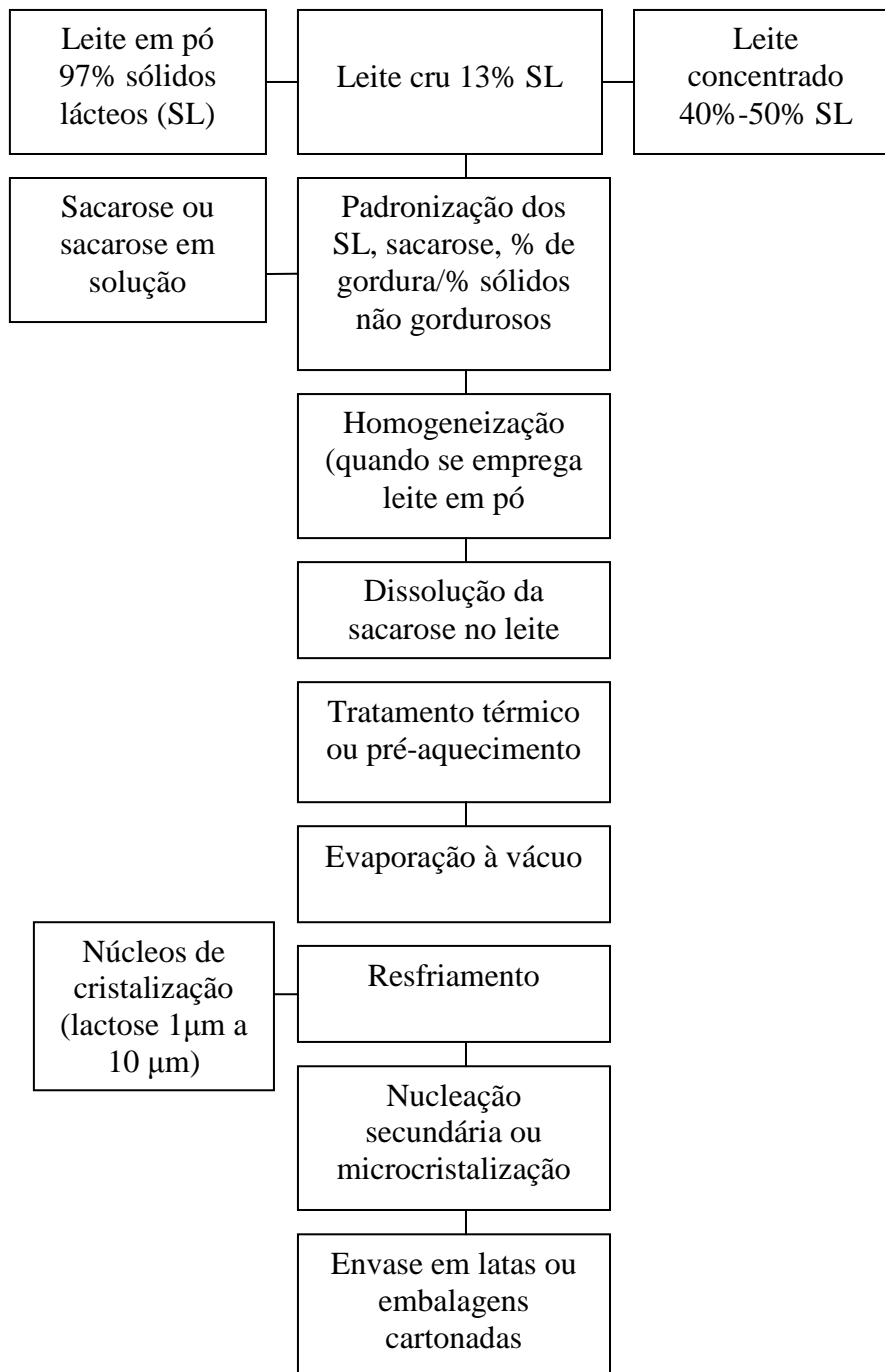 Leite em pó
97% sólidos
lácteos (SL)
Leite cru 13% SL
Leite
concentrado
40%-50% SL
Sacarose ou
sacarose em
solução
Padronização dos
SL, sacarose, % de
gordura/% sólidos
não gordurosos
Homogeneização
(quando se emprega
leite em pó
Dissolução da
sacarose no leite
Tratamento térmico
ou pré-aquecimento
Evaporação à vácuo
Núcleos de
cristalização
(lactose 1μm a
10 μm)
Resfriamento
Nucleação
secundária ou
microcristalização
Envase em latas ou
embalagens
cartonadas